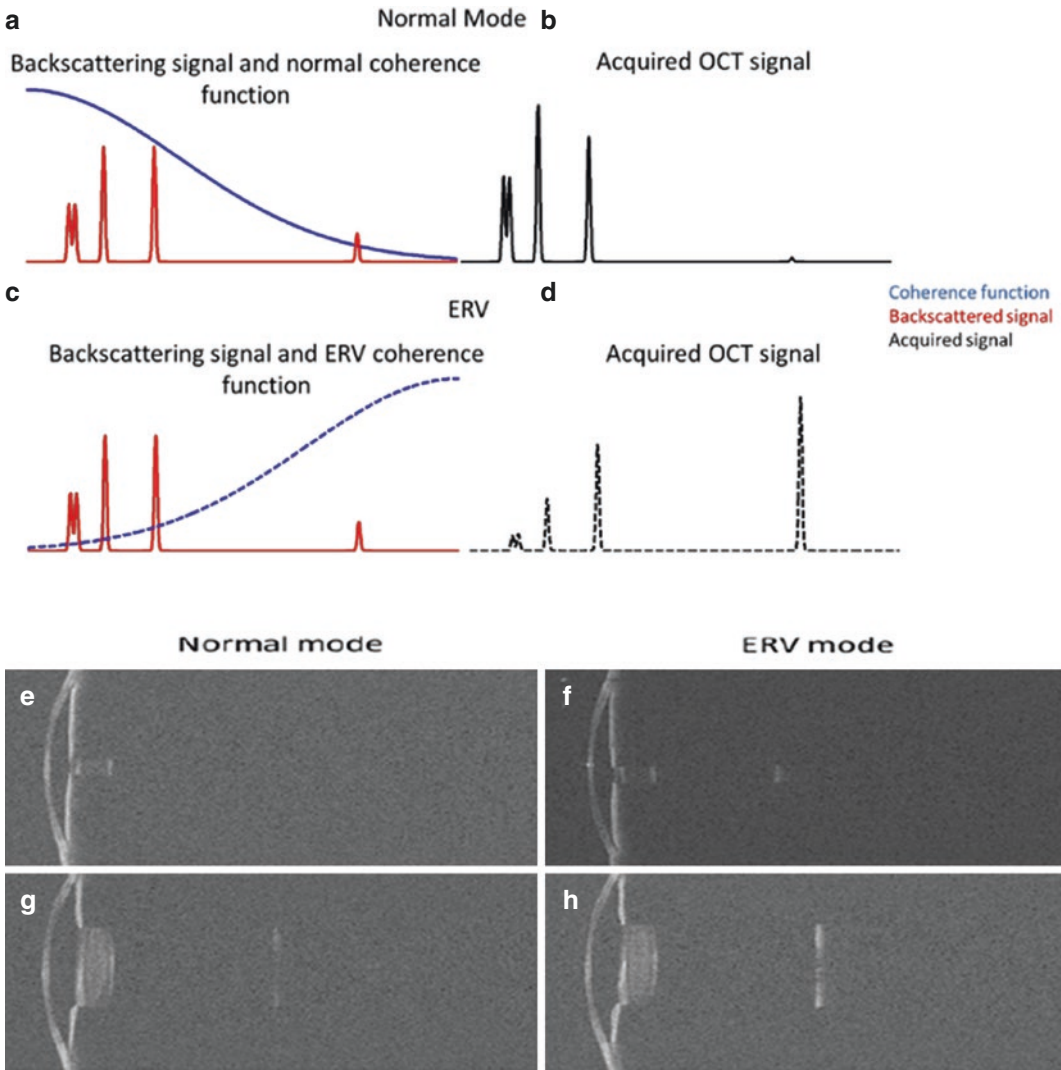 a
Normal Mode
b
Backscattering signal and normal coherence
function
Acquired OCT signal
c
ERV
d
Coherence function
Backscattered signal
Acquired signal
Backscattering signal and ERV coherence
function
Acquired OCT signal
Normal mode
ERV mode
e
f
g
h